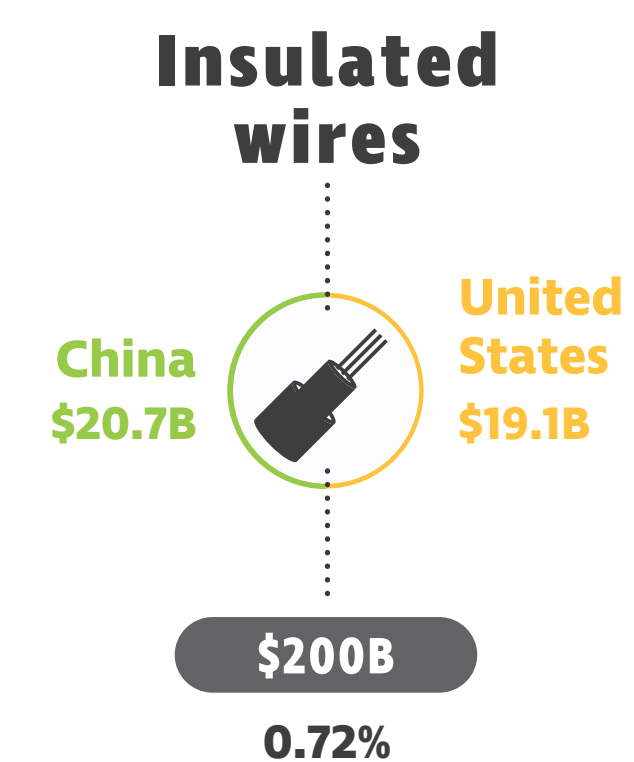 Insulated
wires
China
$20.7B
United
States
$19.1B
$200B
0.72%